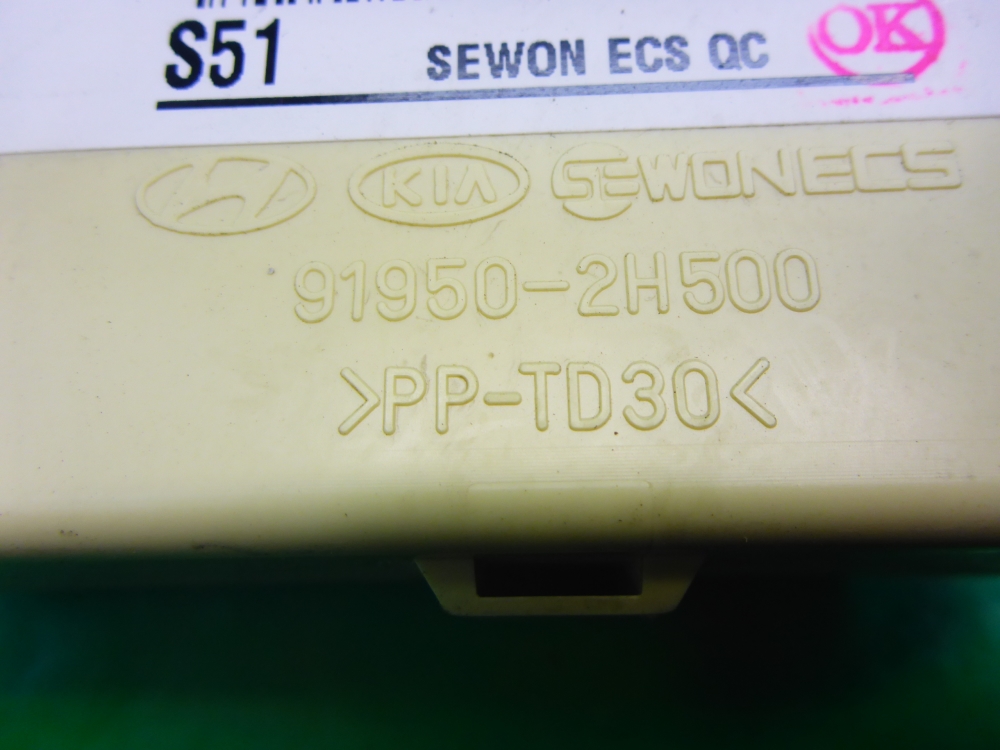 S51 SEWON ECS QC OK
KIA SEWONECS
91950-2H500
>PP-TD30<